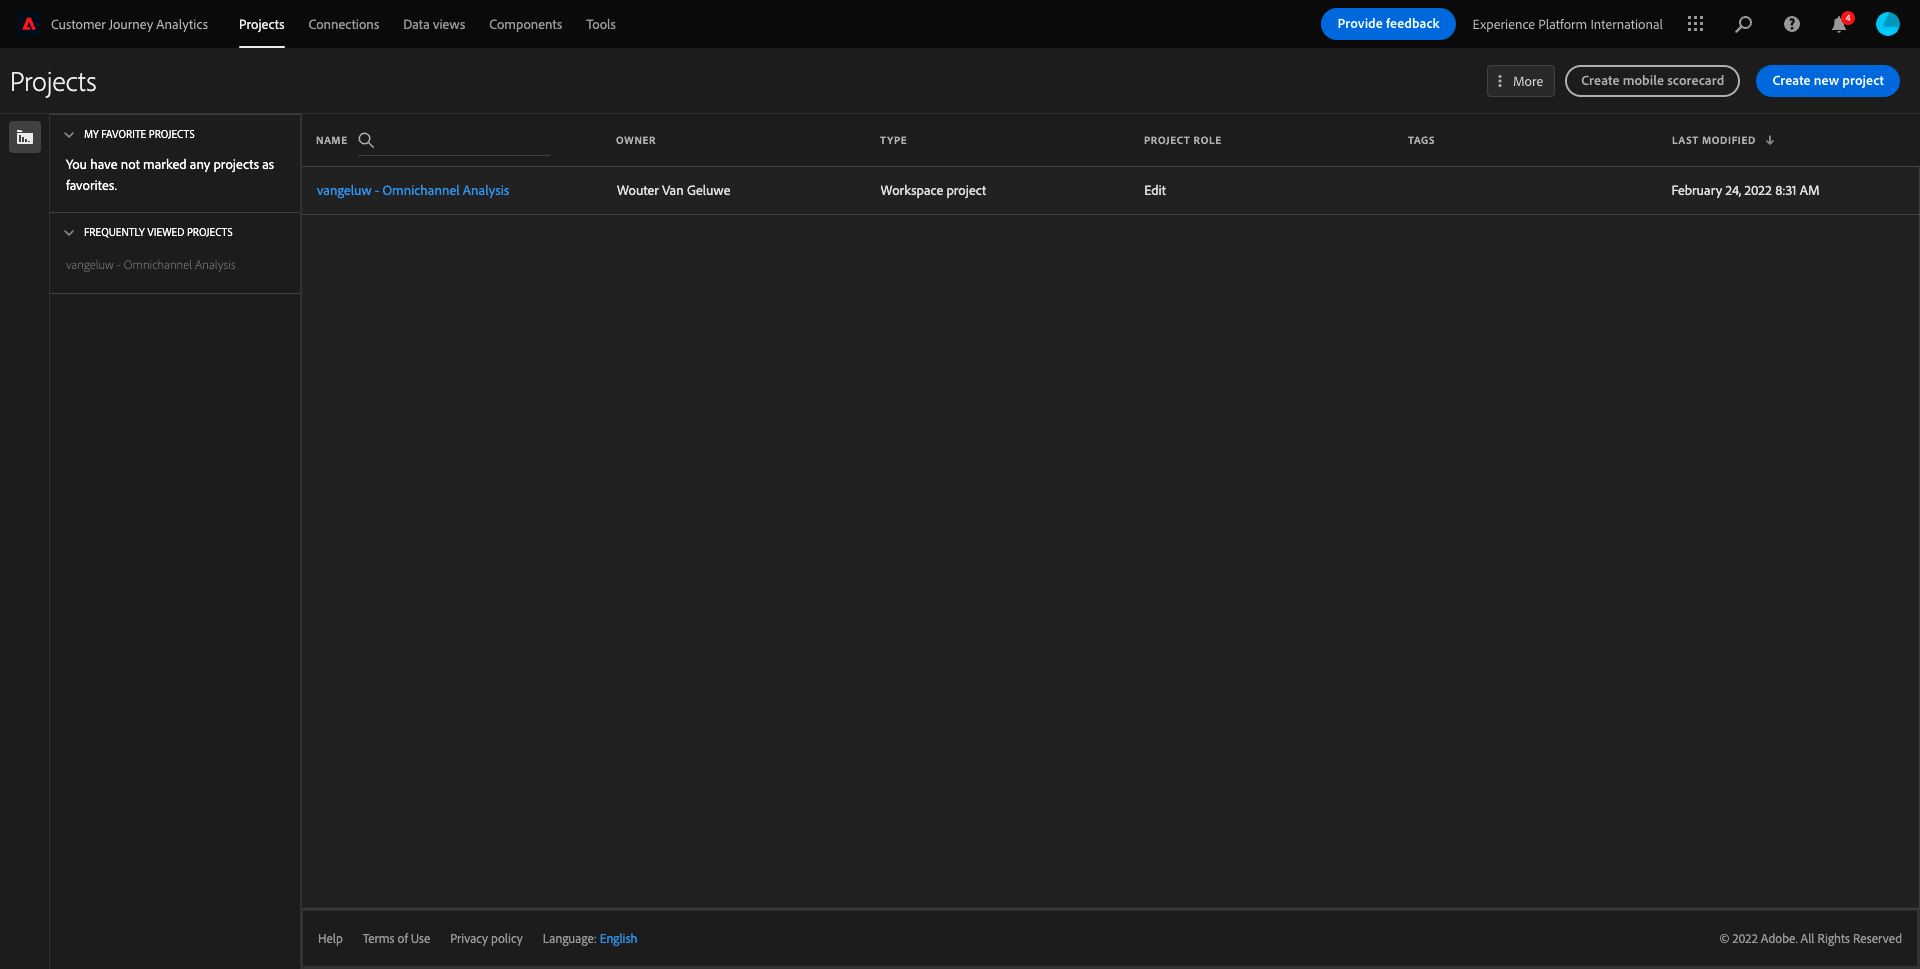 Customer Journey Analytics Projects Connections Data views Components Tools Provide feedback Experience Platform International 4
Projects More Create mobile scorecard Create new project
MY FAVORITE PROJECTS
You have not marked any projects as
favorites.
FREQUENTLY VIEWED PROJECTS
vangeluw - Omnichannel Analysis
NAME OWNER TYPE PROJECT ROLE TAGS LAST MODIFIED
vangeluw - Omnichannel Analysis Wouter Van Geluwe Workspace project Edit February 24, 2022 8:31 AM
Help Terms of Use Privacy policy Language: English © 2022 Adobe. All Rights Reserved